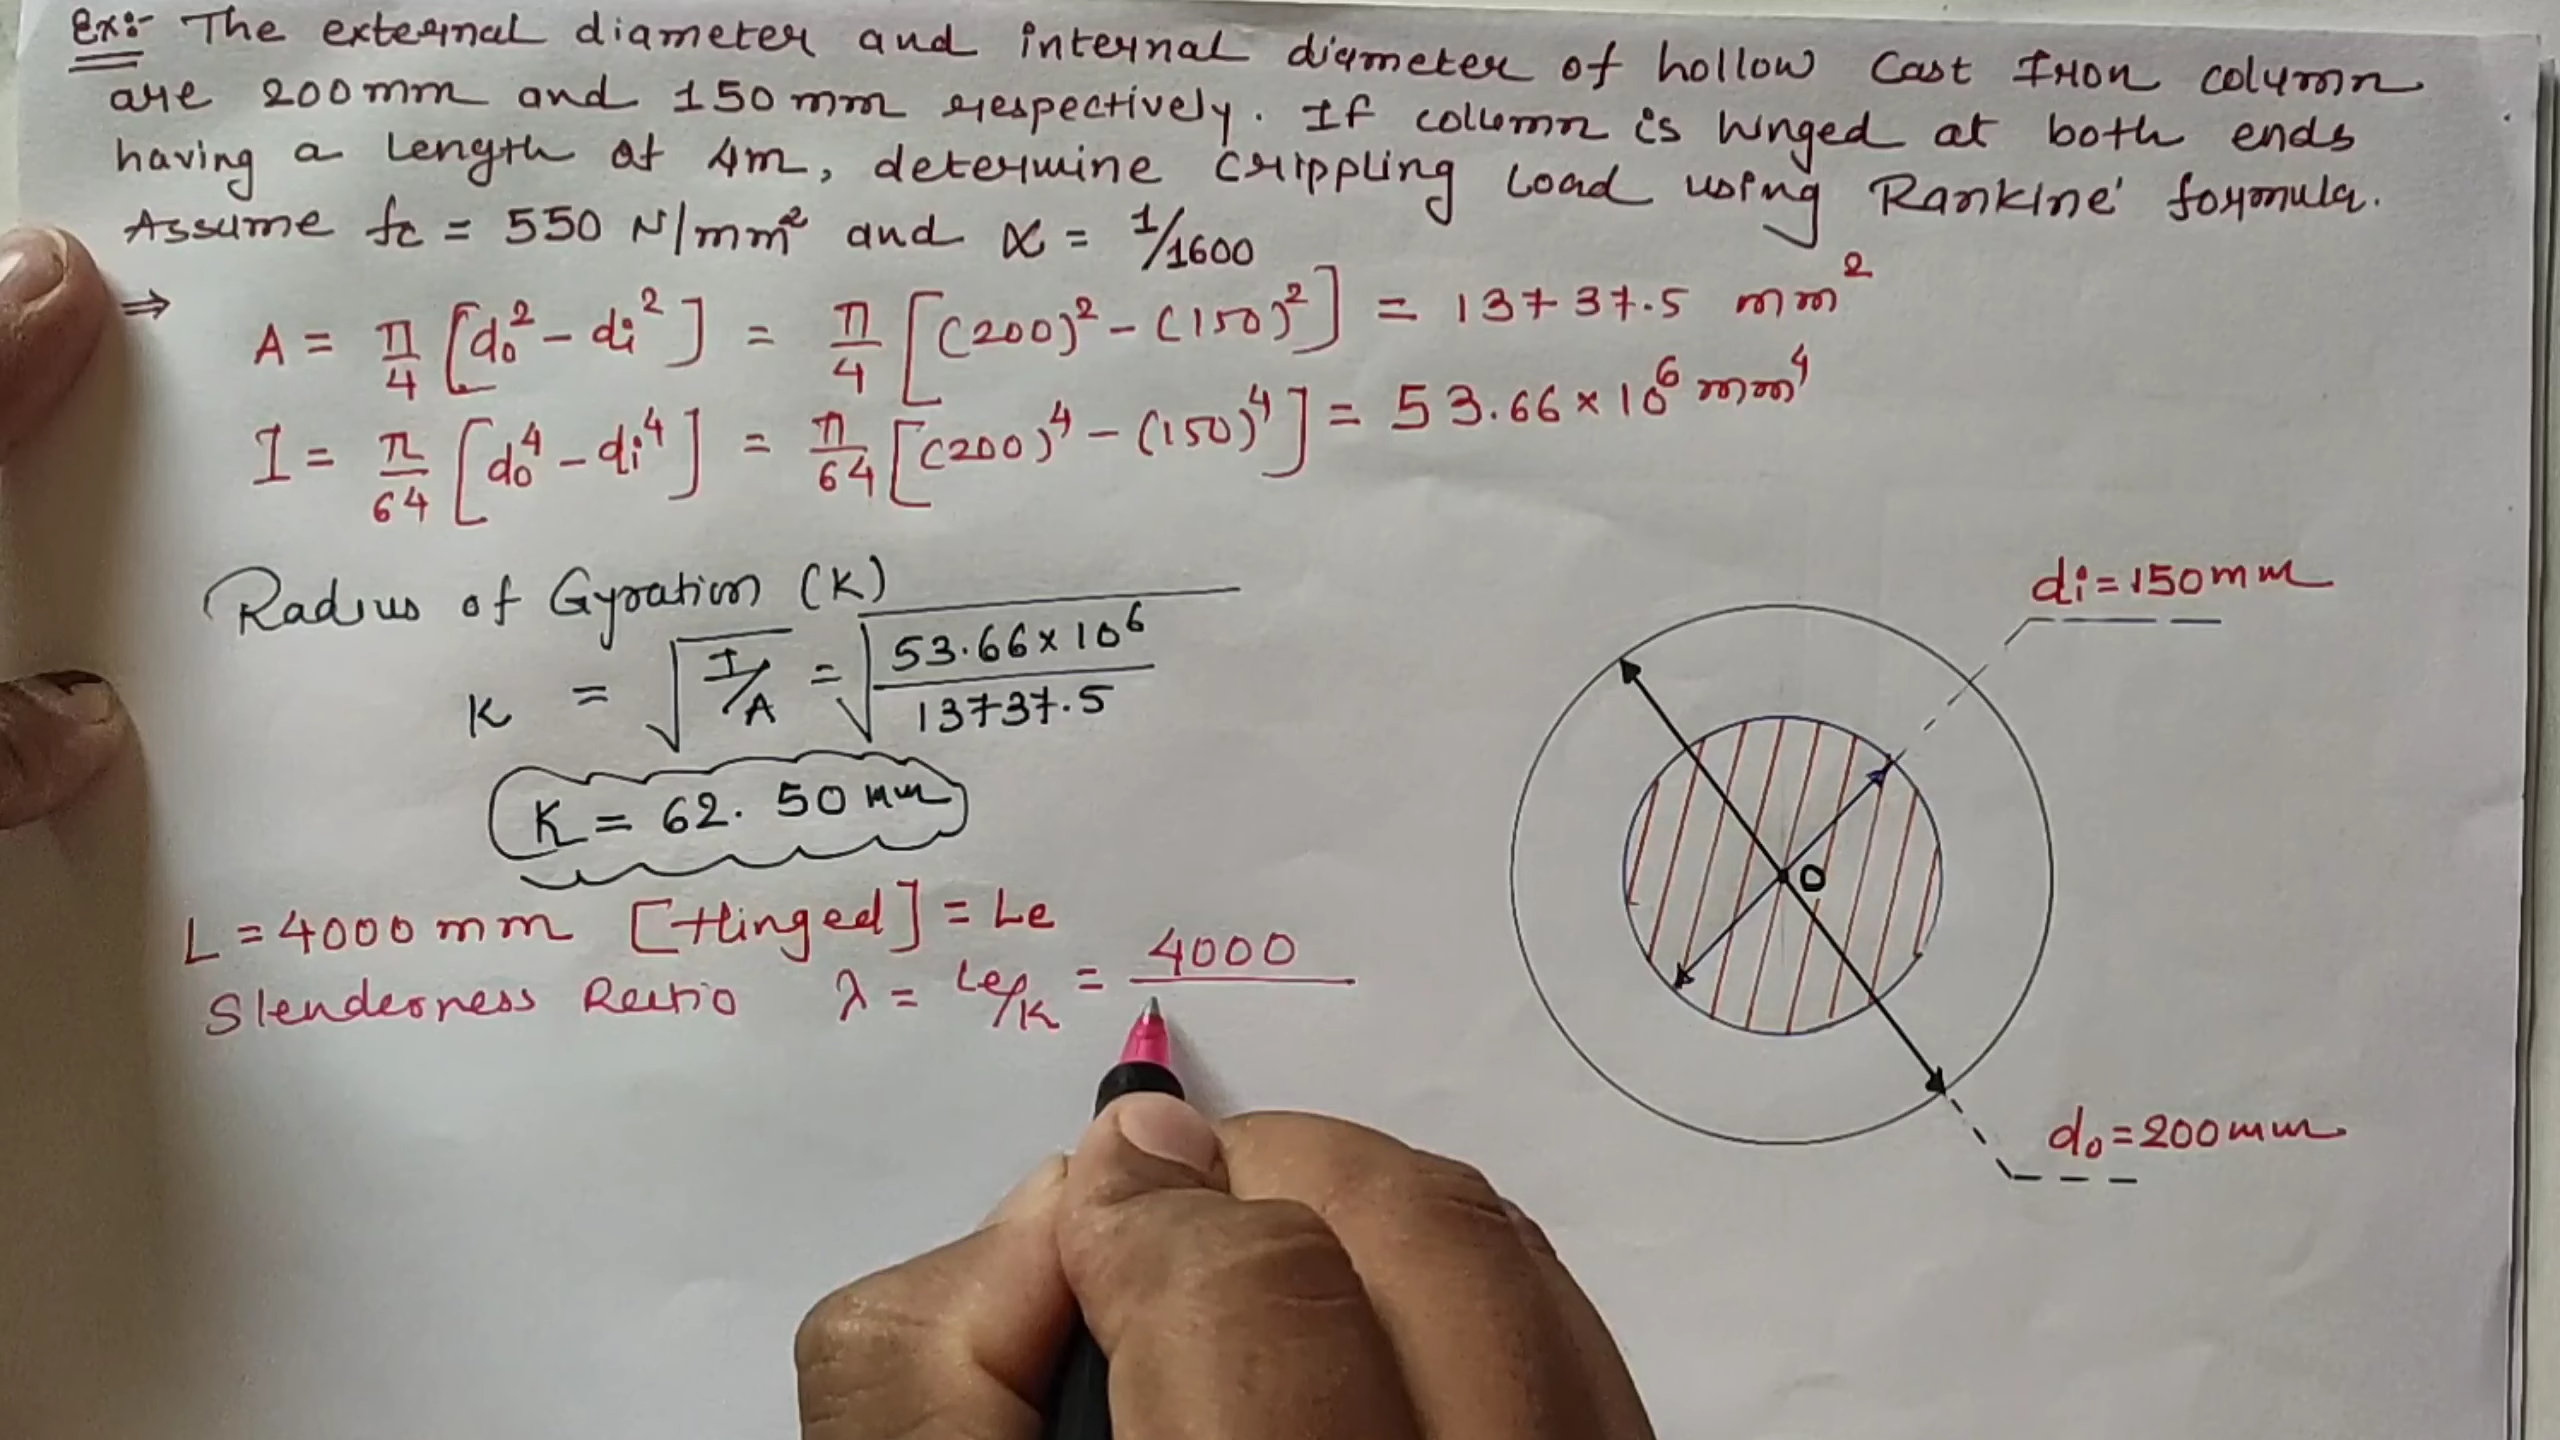 Ex:- The external diameter and internal diameter of hollow Cast Iron column
are 200mm and 150mm respectively. If column is hinged at both ends
having a length of 4m, determine Crippling Load using Rankine' formula.
Assume fc = 550 N/mm² and ∝ = 1/1600
⇒ A = π/4 [do² - di²] = π/4 [(200)² - (150)²] = 13737.5 mm²
I = π/64 [do⁴ - di⁴] = π/64 [(200)⁴ - (150)⁴] = 53.66 × 10⁶ mm⁴
Radius of Gyration (K)
K = √(I/A) = √(53.66 × 10⁶ / 13737.5)
K = 62.50 mm
L = 4000 mm [Hinged] = Le
Slenderness Ratio λ = Le/K = 4000
di = 150mm
O
do = 200mm